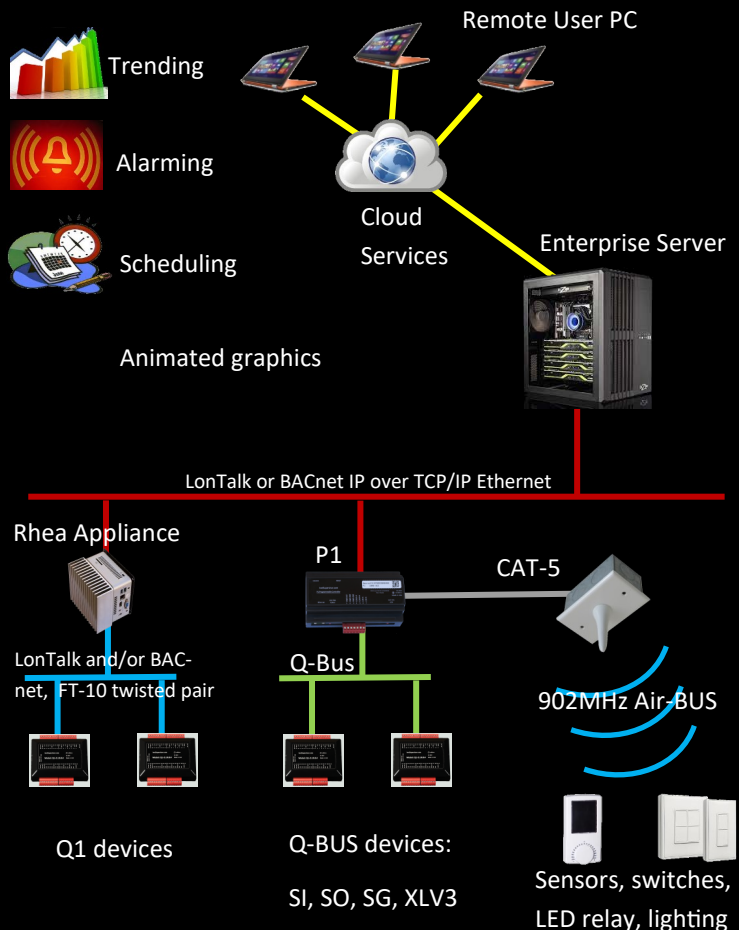 Remote User PC
Trending
Alarming
Cloud
Services
Enterprise Server
Scheduling
Animated graphics
LonTalk or BACnet IP over TCP/IP Ethernet
Rhea Appliance
P1
CAT-5
LonTalk and/or BAC-
net, FT-10 twisted pair
Q-Bus
902MHz Air-BUS
Q1 devices
Q-BUS devices:
SI, SO, SG, XLV3
Sensors, switches,
LED relay, lighting